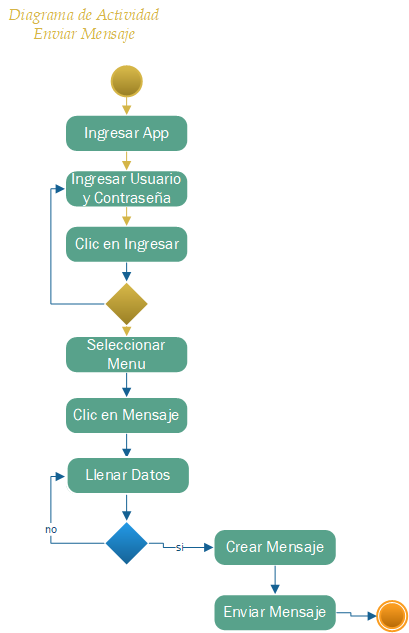 Diagrama de Actividad
Enviar Mensaje
Ingresar App
Ingresar Usuario
y Contraseña
Clic en Ingresar
Seleccionar
Menu
Clic en Mensaje
Llenar Datos
no
si
Crear Mensaje
Enviar Mensaje